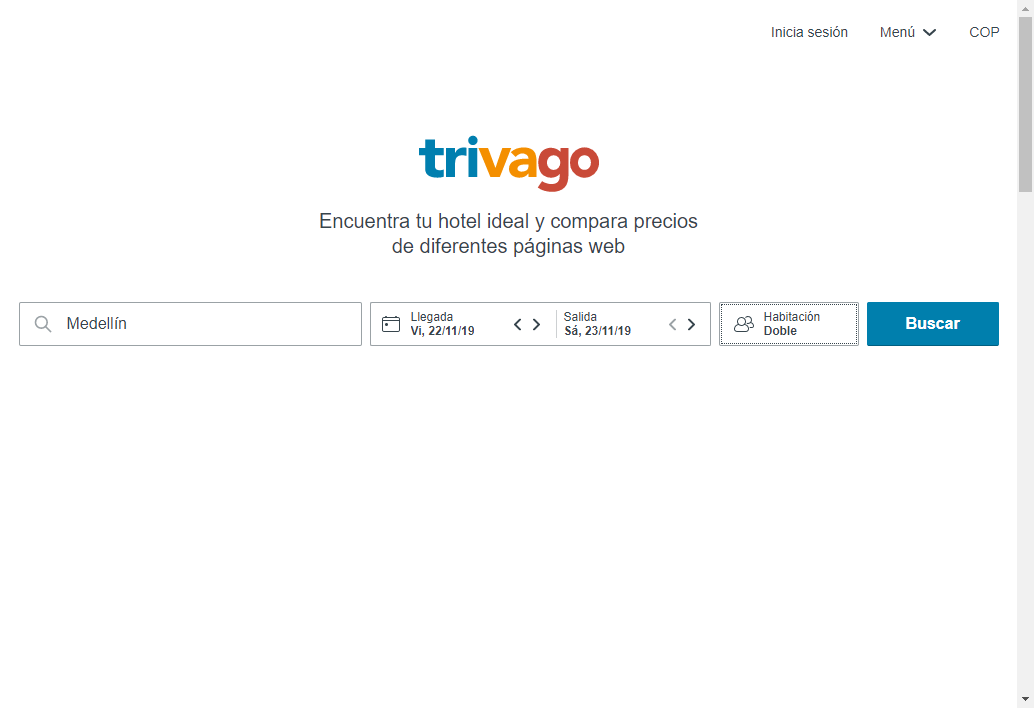 Inicia sesión Menú COP
trivago
Encuentra tu hotel ideal y compara precios
de diferentes páginas web
Medellín
Llegada
Vi, 22/11/19
Salida
Sá, 23/11/19
Habitación
Doble
Buscar